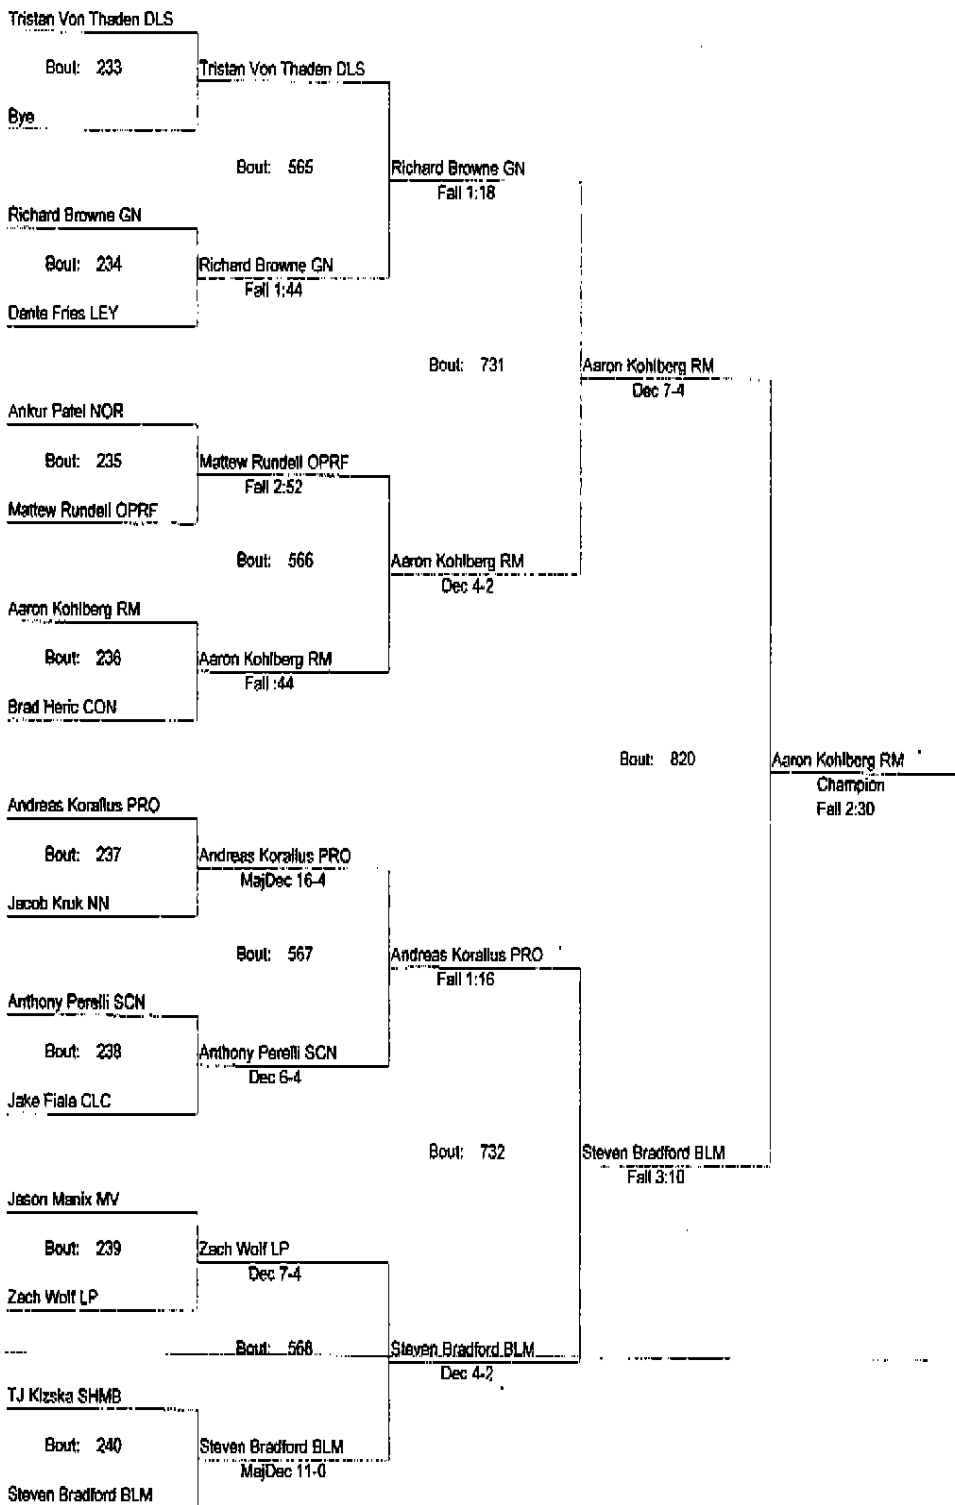 Tristan Von Thaden DLS
Bout: 233
Tristan Von Thaden DLS
Bye
Bout: 565
Richard Browne GN
Fall 1:18
Richard Browne GN
Bout: 234
Richard Browne GN
Fall 1:44
Dante Fries LEY
Bout: 731
Aaron Kohlberg RM
Dec 7-4
Ankur Patel NOR
Bout: 235
Mattew Rundell OPRF
Fall 2:52
Mattew Rundell OPRF
Bout: 566
Aaron Kohlberg RM
Dec 4-2
Aaron Kohlberg RM
Bout: 236
Aaron Kohlberg RM
Fall :44
Brad Heric CON
Bout: 820
Aaron Kohlberg RM
Champion
Fall 2:30
Andreas Korallus PRO
Bout: 237
Andreas Korallus PRO
MajDec 16-4
Jacob Kruk NN
Bout: 567
Andreas Korallus PRO
Fall 1:16
Anthony Perelli SCN
Bout: 238
Anthony Perelli SCN
Dec 6-4
Jake Fiala CLC
Bout: 732
Steven Bradford BLM
Fall 3:10
Jason Manix MV
Bout: 239
Zach Wolf LP
Dec 7-4
Zach Wolf LP
Bout: 568
Steven Bradford BLM
Dec 4-2
TJ Kizska SHMB
Bout: 240
Steven Bradford BLM
MajDec 11-0
Steven Bradford BLM